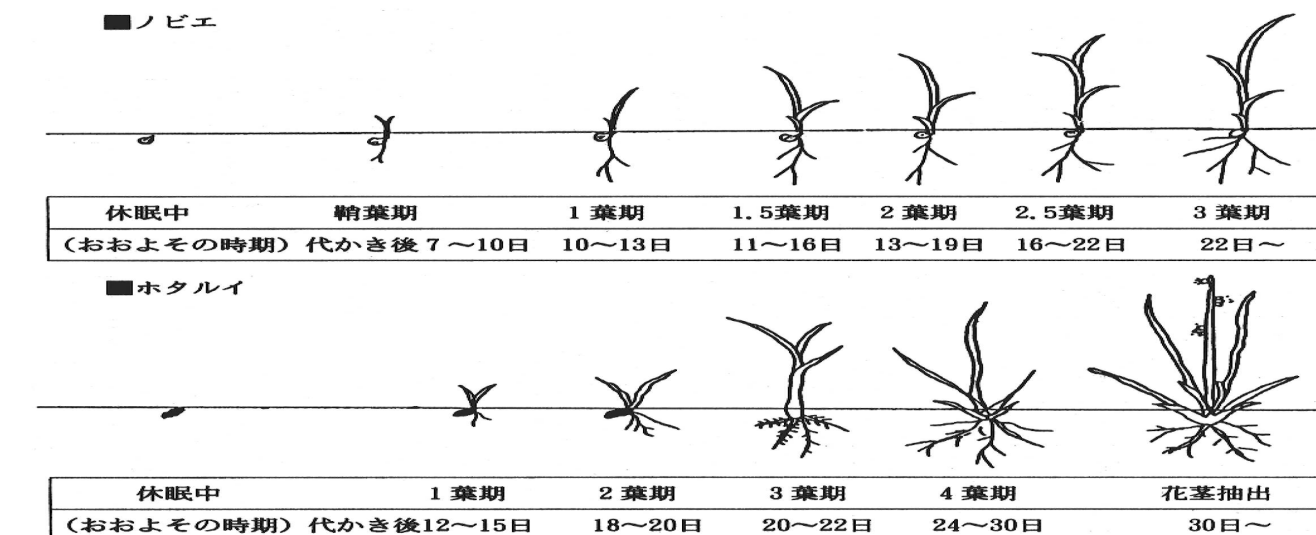 ■ノビエ
休眠中 鞘葉期 1葉期 1.5葉期 2葉期 2.5葉期 3葉期
(おおよその時期) 代かき後7～10日 10～13日 11～16日 13～19日 16～22日 22日～
■ホタルイ
休眠中 1葉期 2葉期 3葉期 4葉期 花茎抽出
(おおよその時期) 代かき後12～15日 18～20日 20～22日 24～30日 30日～